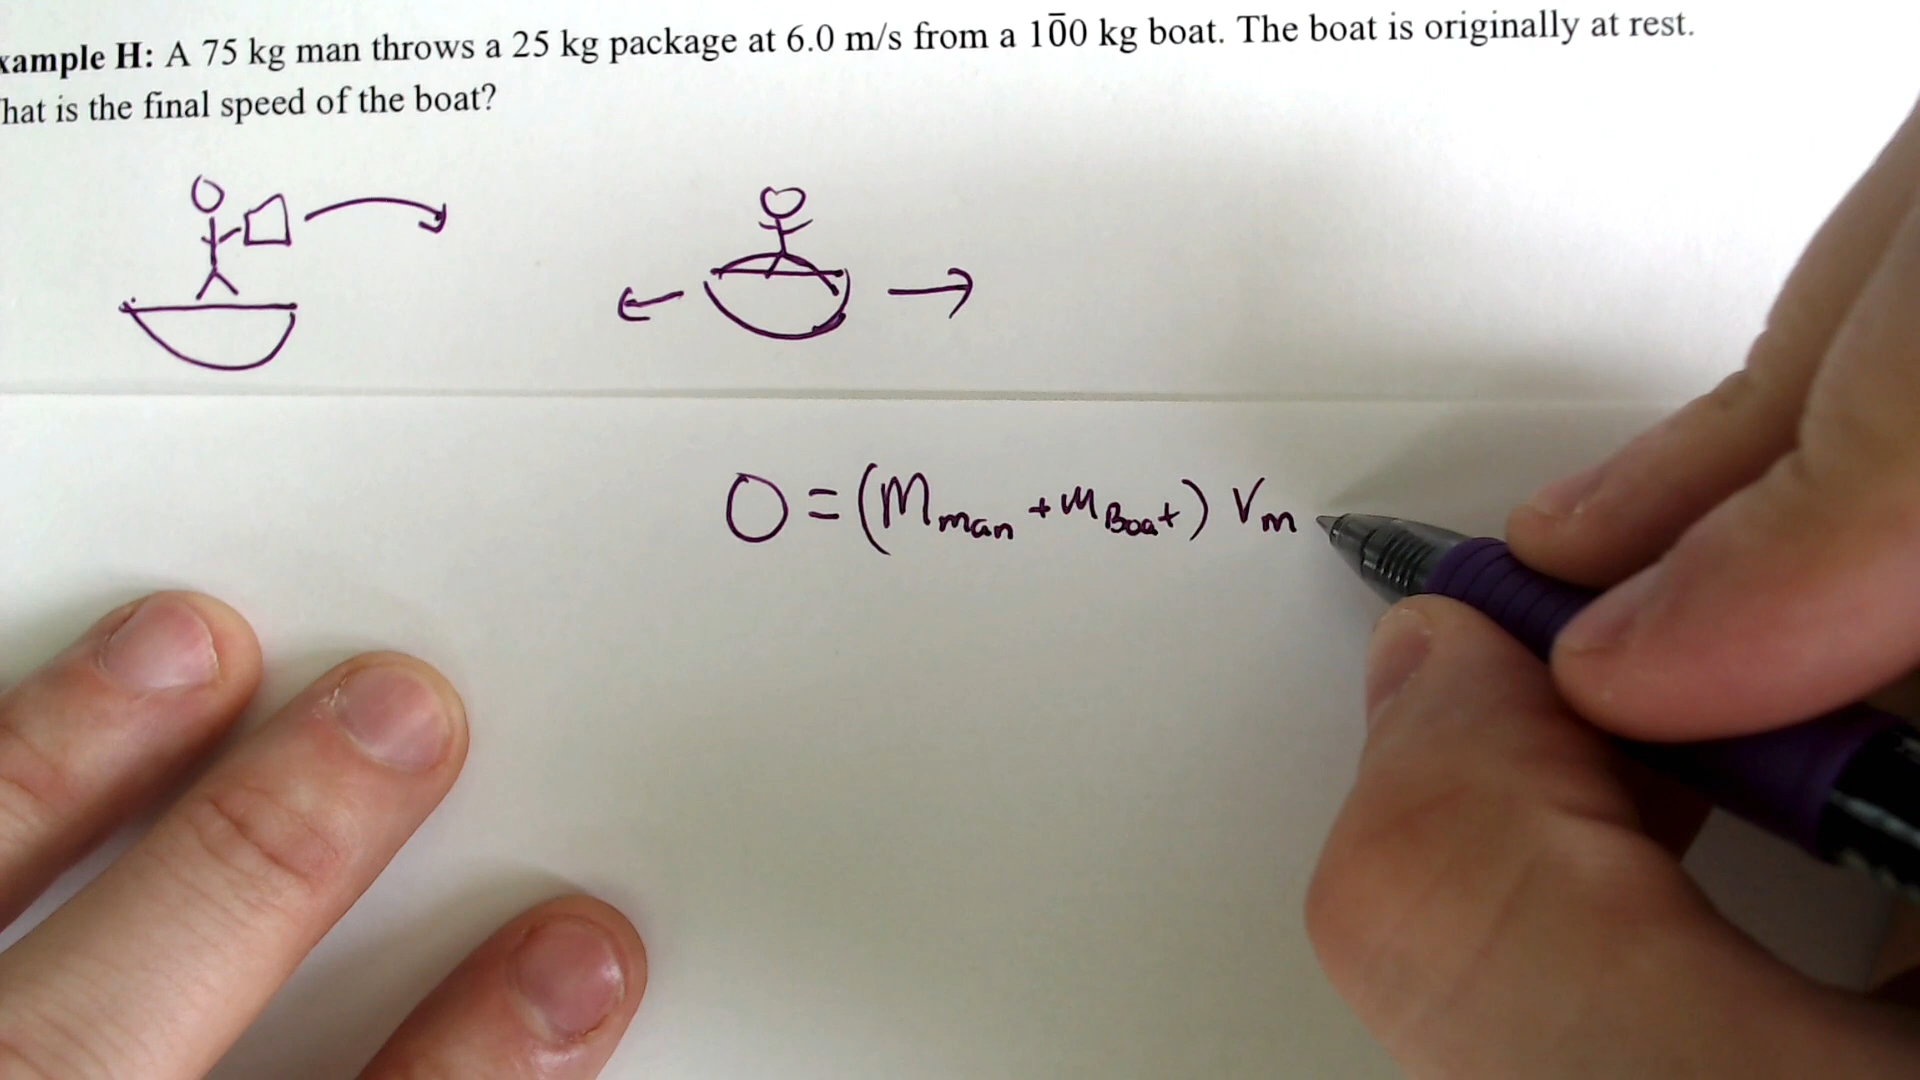 xample H: A 75 kg man throws a 25 kg package at 6.0 m/s from a 10̄0 kg boat. The boat is originally at rest.
hat is the final speed of the boat?
O = (Mman + mBoat) Vm